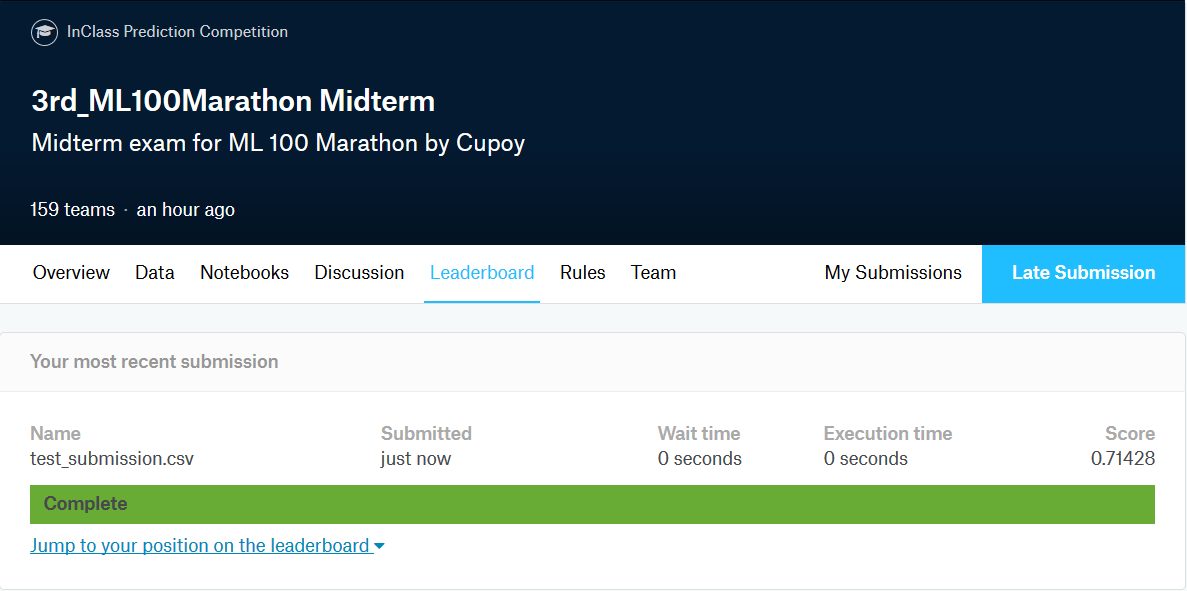 InClass Prediction Competition
3rd_ML100Marathon Midterm
Midterm exam for ML 100 Marathon by Cupoy
159 teams · an hour ago
Overview Data Notebooks Discussion Leaderboard Rules Team My Submissions Late Submission
Your most recent submission
Name Submitted Wait time Execution time Score
test_submission.csv just now 0 seconds 0 seconds 0.71428
Complete
Jump to your position on the leaderboard